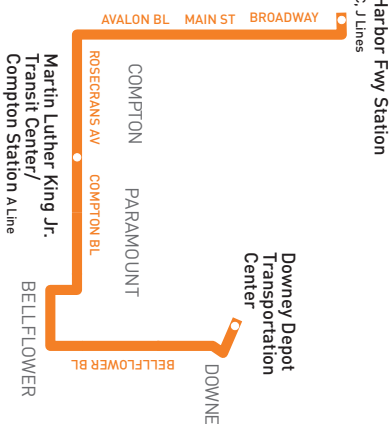 Harbor Fwy Station
C, J Lines
BROADWAY
MAIN ST
AVALON BL
ROSECRANS AV
COMPTON
Martin Luther King Jr.
Transit Center/
Compton Station A Line
COMPTON BL
PARAMOUNT
BELLFLOWER
BELLFLOWER BL
DOWNE
Downey Depot
Transportation
Center